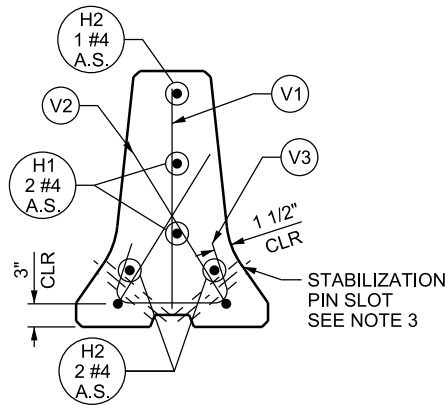 H2
1 #4
A.S.
V2
V1
H1
2 #4
A.S.
V3
1 1/2"
CLR
3"
CLR
STABILIZATION
PIN SLOT
SEE NOTE 3
H2
2 #4
A.S.